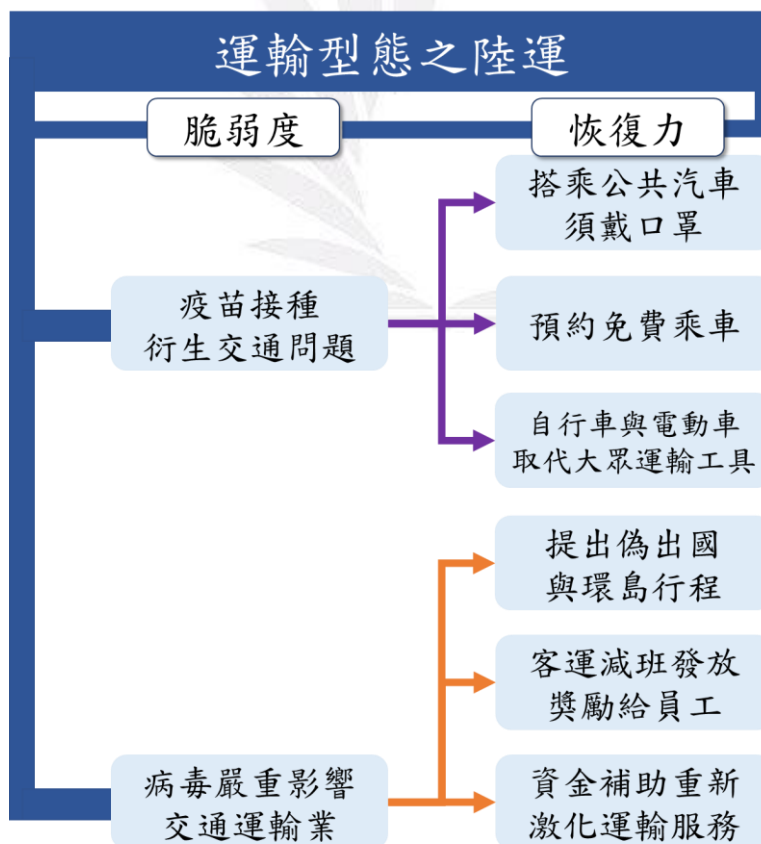 運輸型態之陸運
脆弱度
恢復力
疫苗接種
衍生交通問題
搭乘公共汽車
須戴口罩
預約免費乘車
自行車與電動車
取代大眾運輸工具
病毒嚴重影響
交通運輸業
提出偽出國
與環島行程
客運減班發放
獎勵給員工
資金補助重新
激化運輸服務